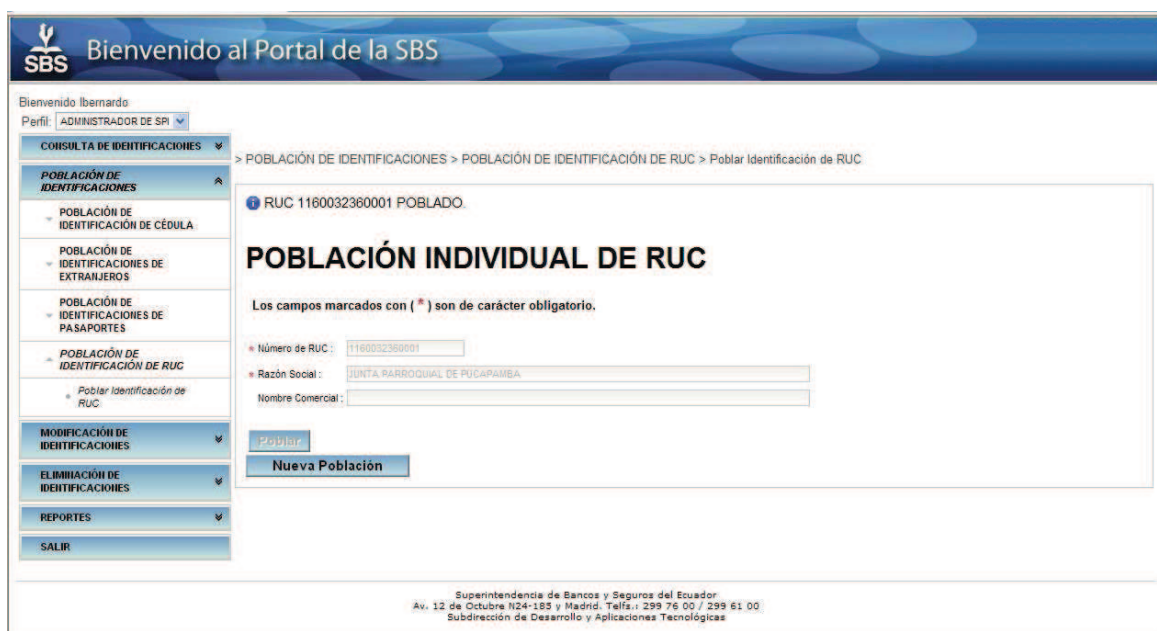 SBS
Bienvenido al Portal de la SBS
Bienvenido lbernardo
Perfil: ADMINISTRADOR DE SPI
CONSULTA DE IDENTIFICACIONES
POBLACIÓN DE
IDENTIFICACIONES
POBLACIÓN DE
IDENTIFICACIÓN DE CÉDULA
POBLACIÓN DE
IDENTIFICACIONES DE
EXTRANJEROS
POBLACIÓN DE
IDENTIFICACIONES DE
PASAPORTES
POBLACIÓN DE
IDENTIFICACIÓN DE RUC
Poblar Identificación de
RUC
MODIFICACIÓN DE
IDENTIFICACIONES
ELIMINACIÓN DE
IDENTIFICACIONES
REPORTES
SALIR
> POBLACIÓN DE IDENTIFICACIONES > POBLACIÓN DE IDENTIFICACIÓN DE RUC > Poblar Identificación de RUC
RUC 1160032360001 POBLADO.
POBLACIÓN INDIVIDUAL DE RUC
Los campos marcados con ( * ) son de carácter obligatorio.
* Número de RUC : 1160032360001
* Razón Social : JUNTA PARROQUIAL DE PUCAPAMBA
Nombre Comercial :
Poblar
Nueva Población
Superintendencia de Bancos y Seguros del Ecuador
Av. 12 de Octubre N24-185 y Madrid. Telfs.: 299 76 00 / 299 61 00
Subdirección de Desarrollo y Aplicaciones Tecnológicas